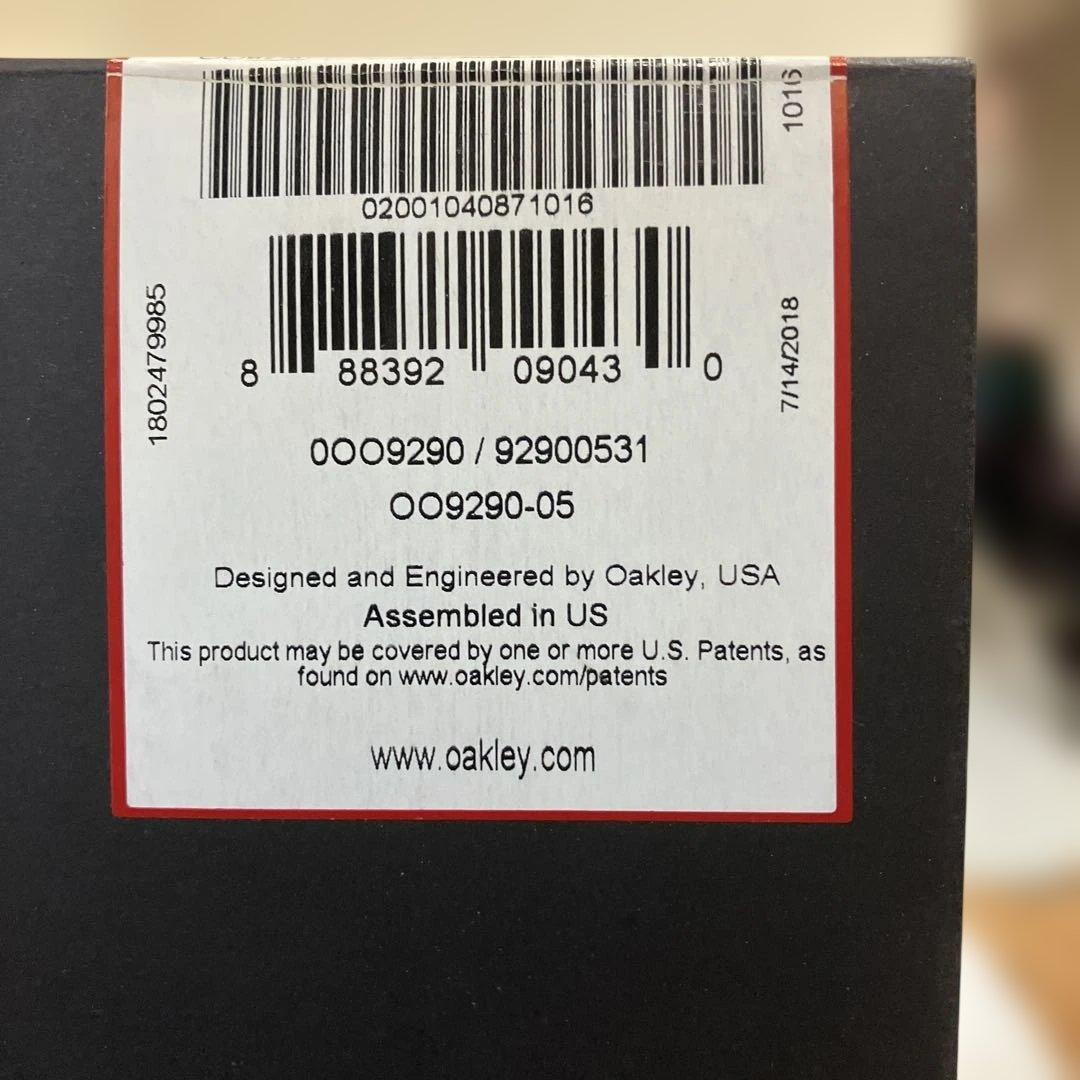 1016
02001040871016
8 88392 09043 0
1802479985
7/14/2018
0OO9290 / 92900531
OO9290-05
Designed and Engineered by Oakley, USA
Assembled in US
This product may be covered by one or more U.S. Patents, as
found on www.oakley.com/patents
www.oakley.com